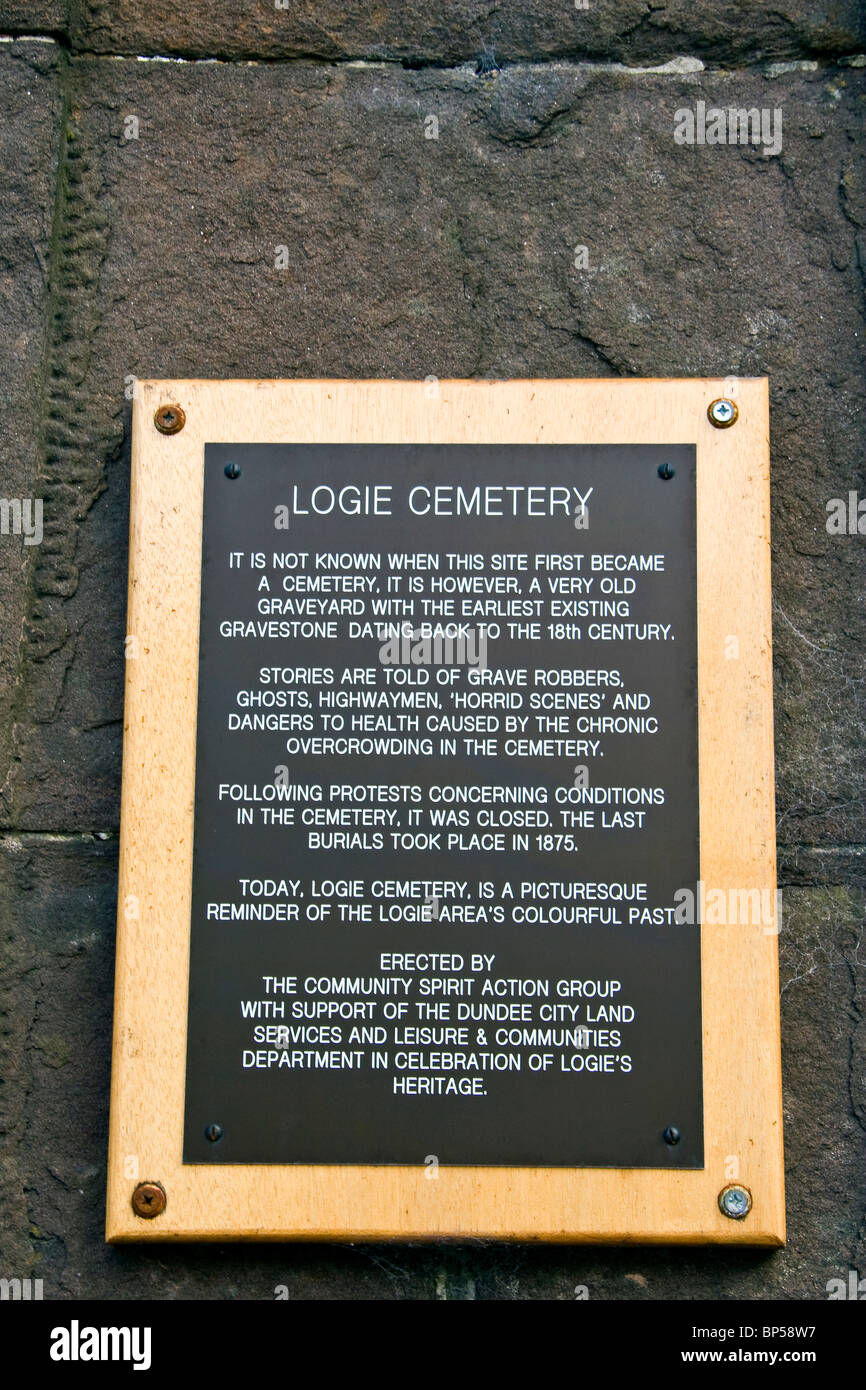 LOGIE CEMETERY
IT IS NOT KNOWN WHEN THIS SITE FIRST BECAME
A CEMETERY, IT IS HOWEVER, A VERY OLD
GRAVEYARD WITH THE EARLIEST EXISTING
GRAVESTONE DATING BACK TO THE 18th CENTURY.
STORIES ARE TOLD OF GRAVE ROBBERS,
GHOSTS, HIGHWAYMEN, 'HORRID SCENES' AND
DANGERS TO HEALTH CAUSED BY THE CHRONIC
OVERCROWDING IN THE CEMETERY.
FOLLOWING PROTESTS CONCERNING CONDITIONS
IN THE CEMETERY, IT WAS CLOSED. THE LAST
BURIALS TOOK PLACE IN 1875.
TODAY, LOGIE CEMETERY, IS A PICTURESQUE
REMINDER OF THE LOGIE AREA'S COLOURFUL PAST.
ERECTED BY
THE COMMUNITY SPIRIT ACTION GROUP
WITH SUPPORT OF THE DUNDEE CITY LAND
SERVICES AND LEISURE & COMMUNITIES
DEPARTMENT IN CELEBRATION OF LOGIE'S
HERITAGE.
alamy
Image ID: BP58W7
www.alamy.com